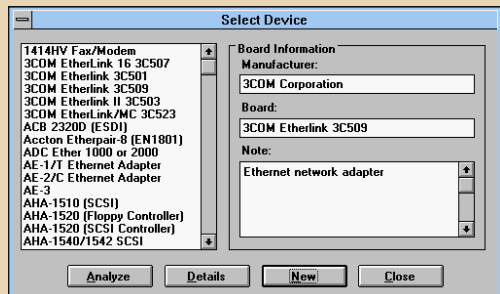 Select Device
1414HV Fax/Modem
3COM EtherLink 16 3C507
3COM Etherlink 3C501
3COM Etherlink 3C509
3COM Etherlink II 3C503
3COM EtherLink/MC 3C523
ACB 2320D (ESDI)
Accton Etherpair-8 (EN1801)
ADC Ether 1000 or 2000
AE-1/T Ethernet Adapter
AE-2/C Ethernet Adapter
AE-3
AHA-1510 (SCSI)
AHA-1520 (Floppy Controller)
AHA-1520 (SCSI Controller)
AHA-1540/1542 SCSI
Board Information
Manufacturer:
3COM Corporation
Board:
3COM Etherlink 3C509
Note:
Ethernet network adapter
Analyze
Details
New
Close